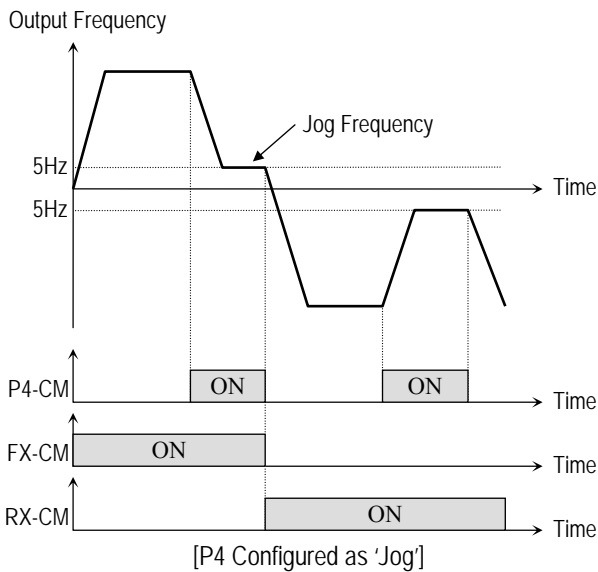 Output Frequency
Jog Frequency
5Hz
Time
5Hz
P4-CM
ON
ON
Time
FX-CM
ON
Time
RX-CM
ON
Time
[P4 Configured as 'Jog']